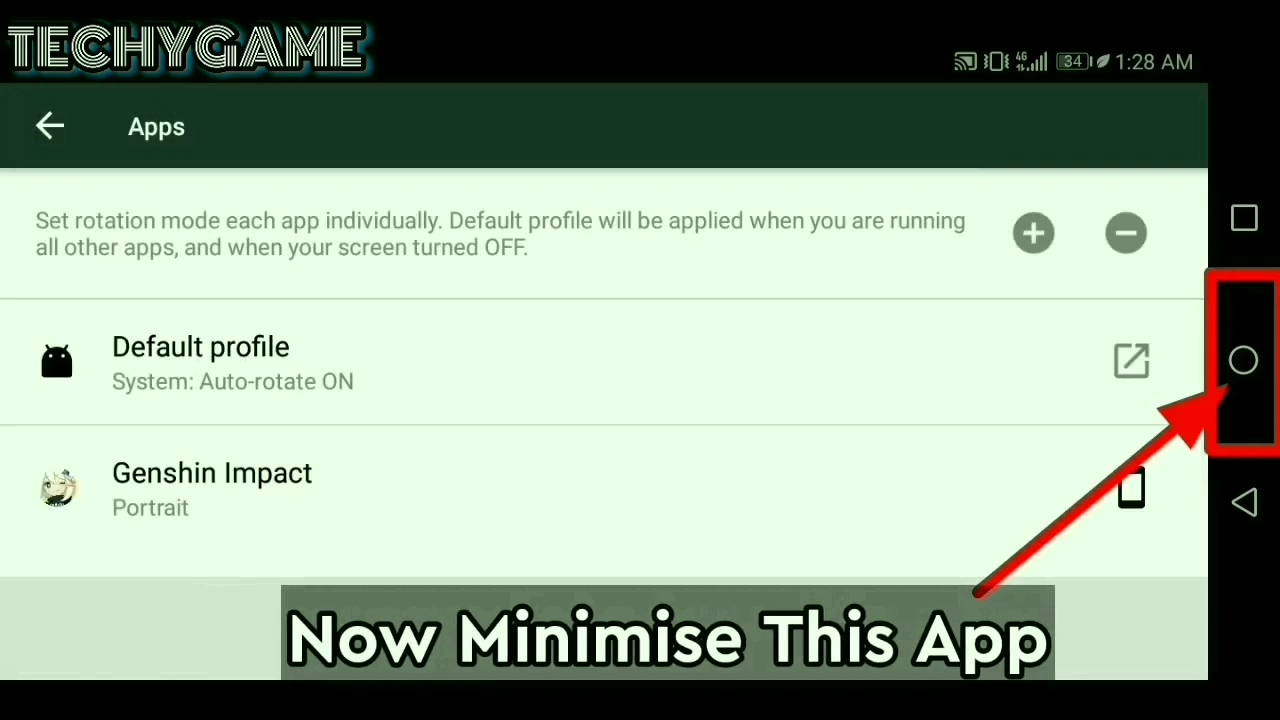 TECHYGAME
4G 34 1:28 AM
Apps
Set rotation mode each app individually. Default profile will be applied when you are running
all other apps, and when your screen turned OFF.
Default profile
System: Auto-rotate ON
Genshin Impact
Portrait
Now Minimise This App